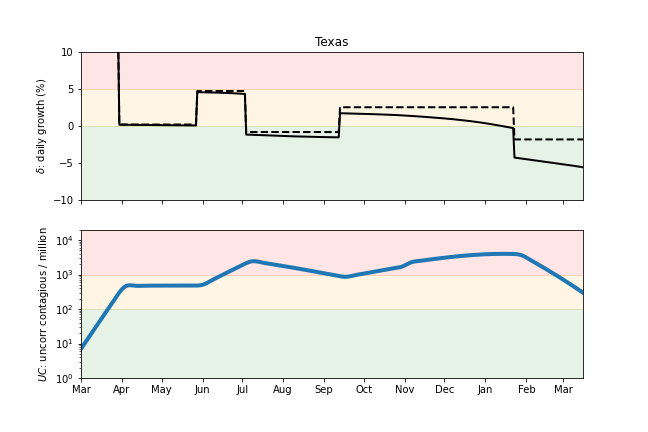 Texas
δ: daily growth (%)
10
5
0
−5
−10
UC: uncorr contagious / million
10⁴
10³
10²
10¹
10⁰
Mar Apr May Jun Jul Aug Sep Oct Nov Dec Jan Feb Mar